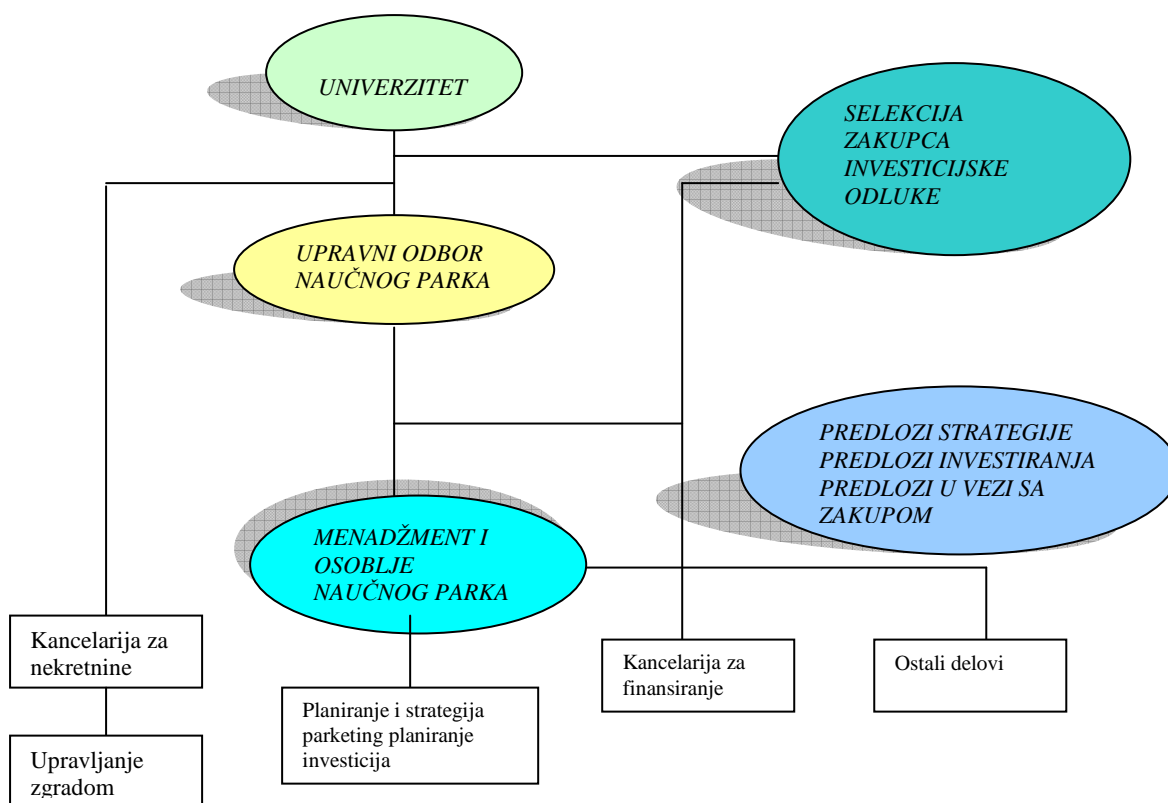 UNIVERZITET
SELEKCIJA
ZAKUPCA
INVESTICIJSKE
ODLUKE
UPRAVNI ODBOR
NAUČNOG PARKA
PREDLOZI STRATEGIJE
PREDLOZI INVESTIRANJA
PREDLOZI U VEZI SA
ZAKUPOM
MENADŽMENT I
OSOBLJE
NAUČNOG PARKA
Kancelarija za
nekretnine
Kancelarija za
finansiranje
Ostali delovi
Planiranje i strategija
parketing planiranje
investicija
Upravljanje
zgradom